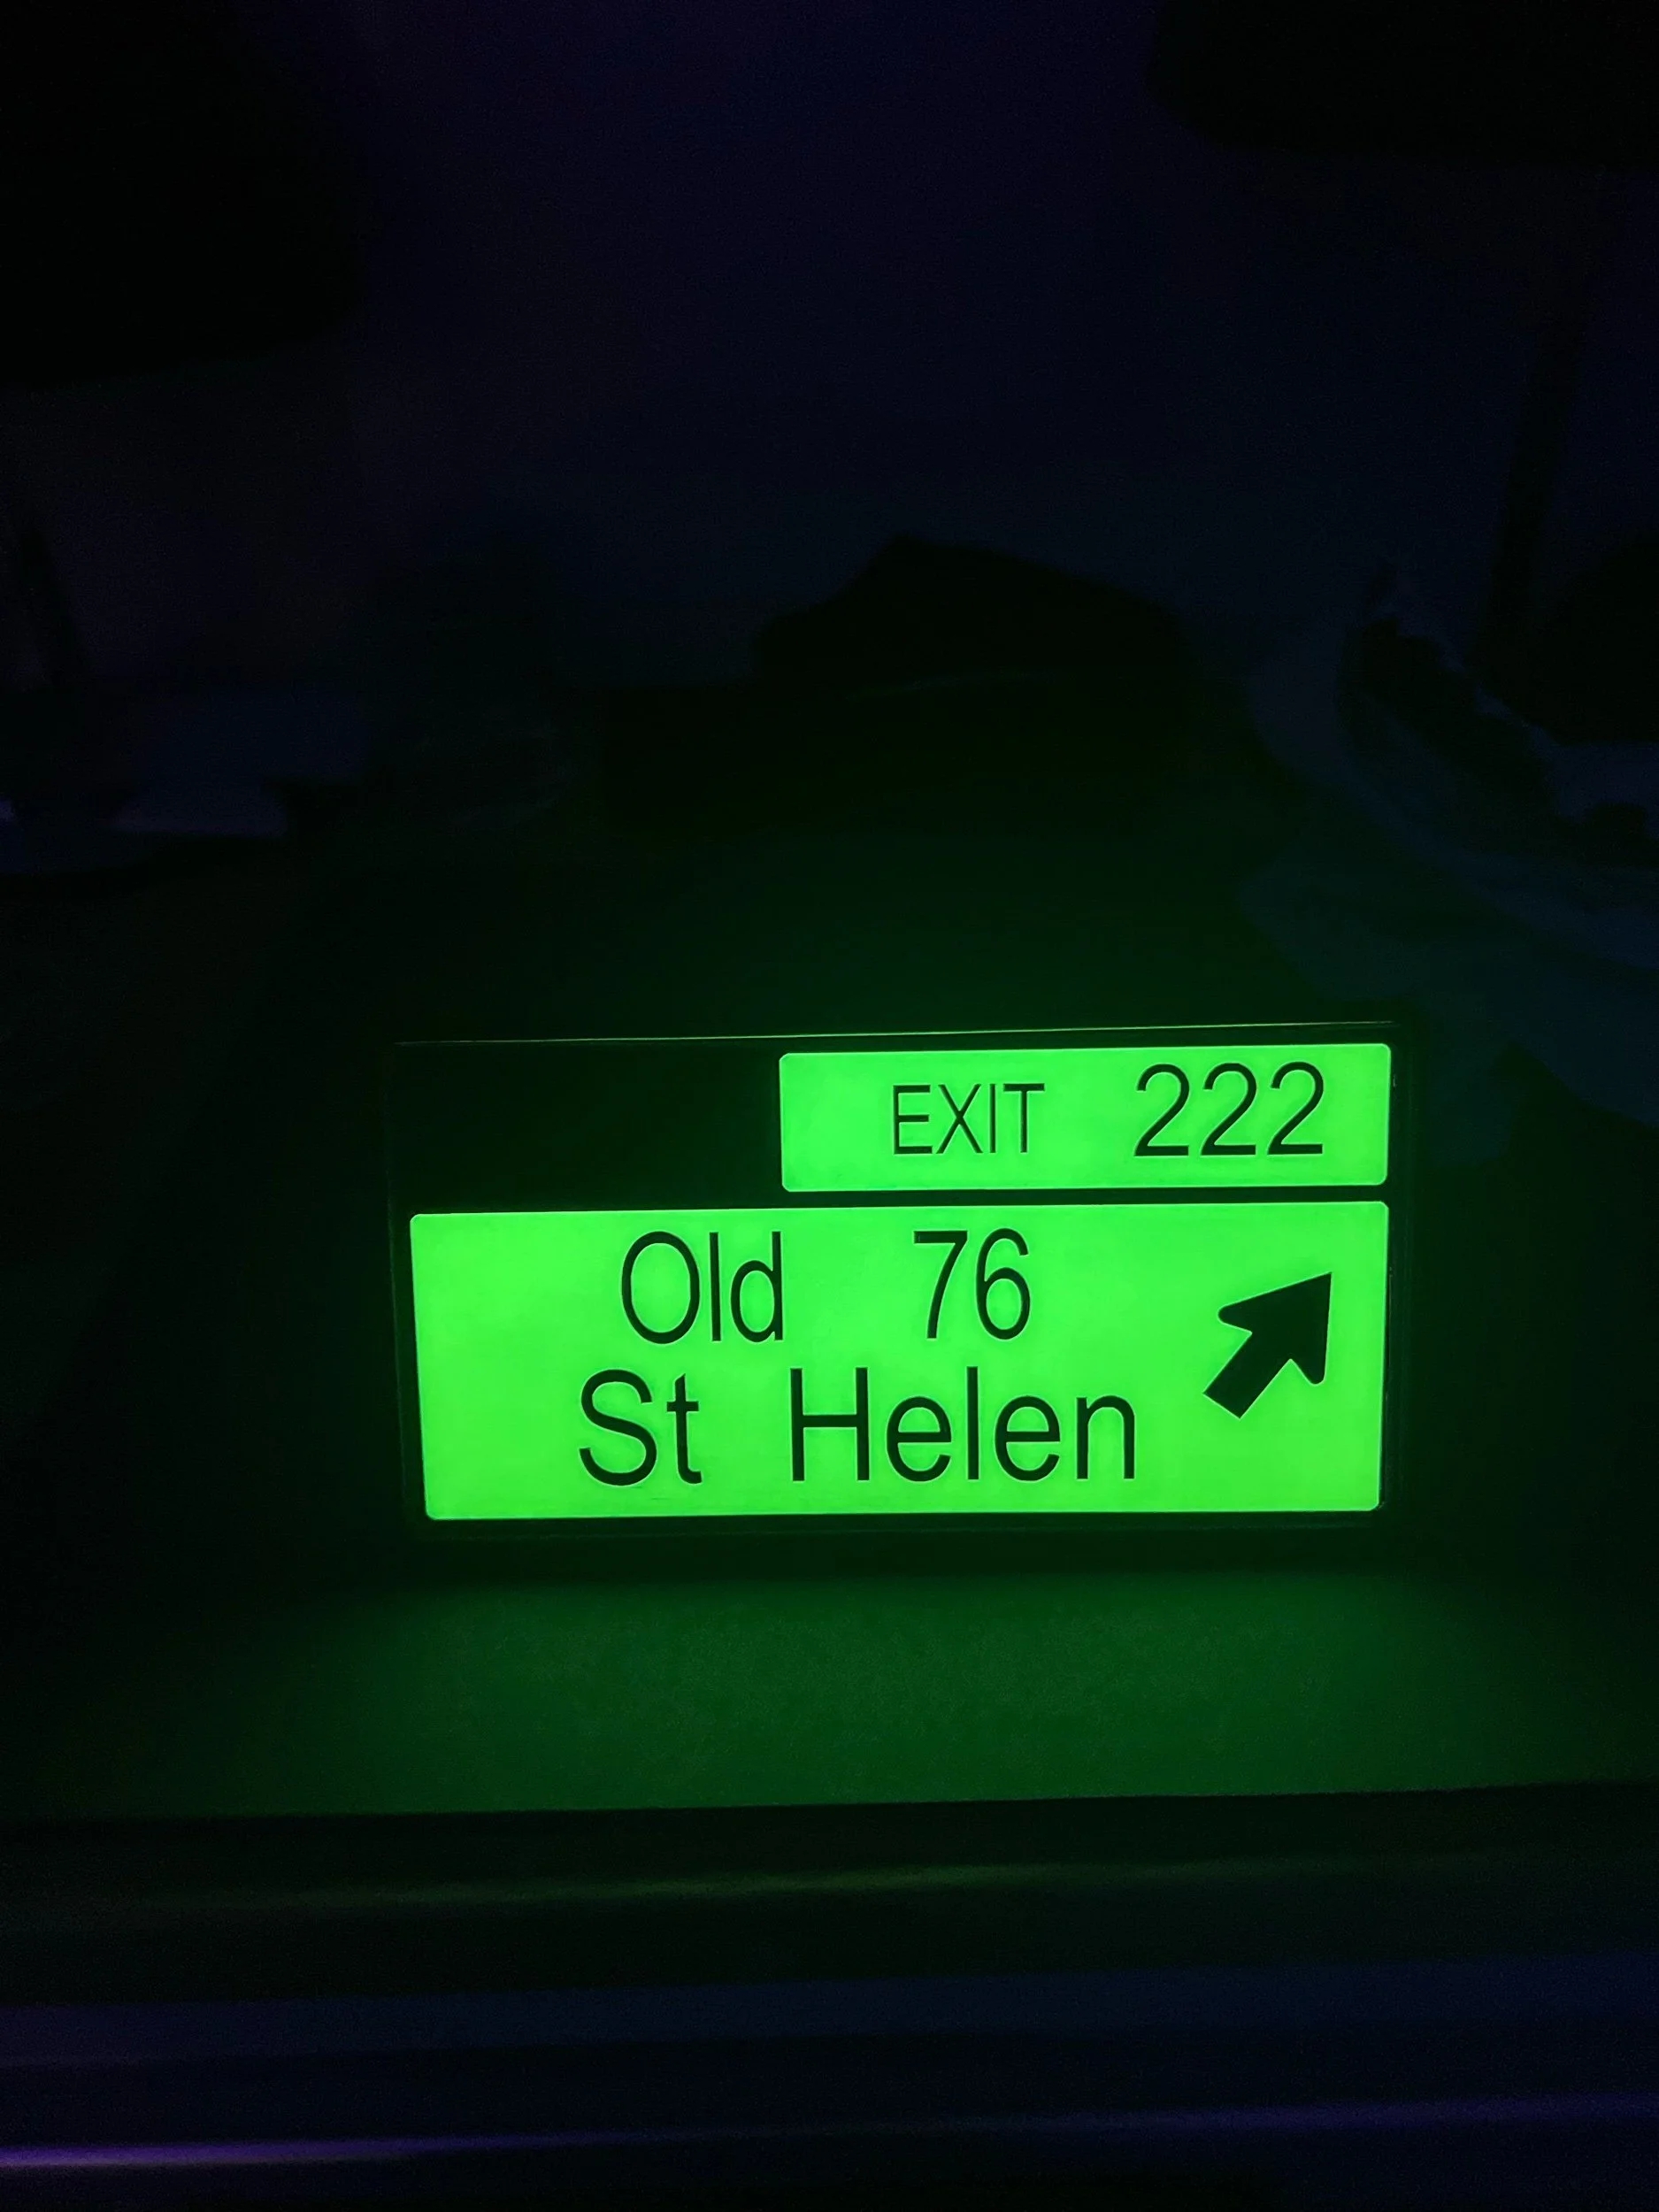 EXIT 222
Old 76
St Helen